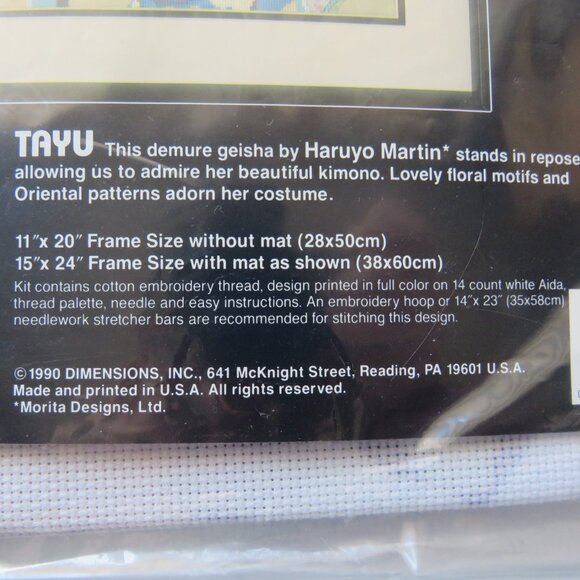 TAYU This demure geisha by Haruyo Martin* stands in repose
allowing us to admire her beautiful kimono. Lovely floral motifs and
Oriental patterns adorn her costume.
11"x 20" Frame Size without mat (28x50cm)
15"x 24" Frame Size with mat as shown (38x60cm)
Kit contains cotton embroidery thread, design printed in full color on 14 count white Aida,
thread palette, needle and easy instructions. An embroidery hoop or 14"x 23" (35x58cm)
needlework stretcher bars are recommended for stitching this design.
©1990 DIMENSIONS, INC., 641 McKnight Street, Reading, PA 19601 U.S.A.
Made and printed in U.S.A. All rights reserved.
*Morita Designs, Ltd.